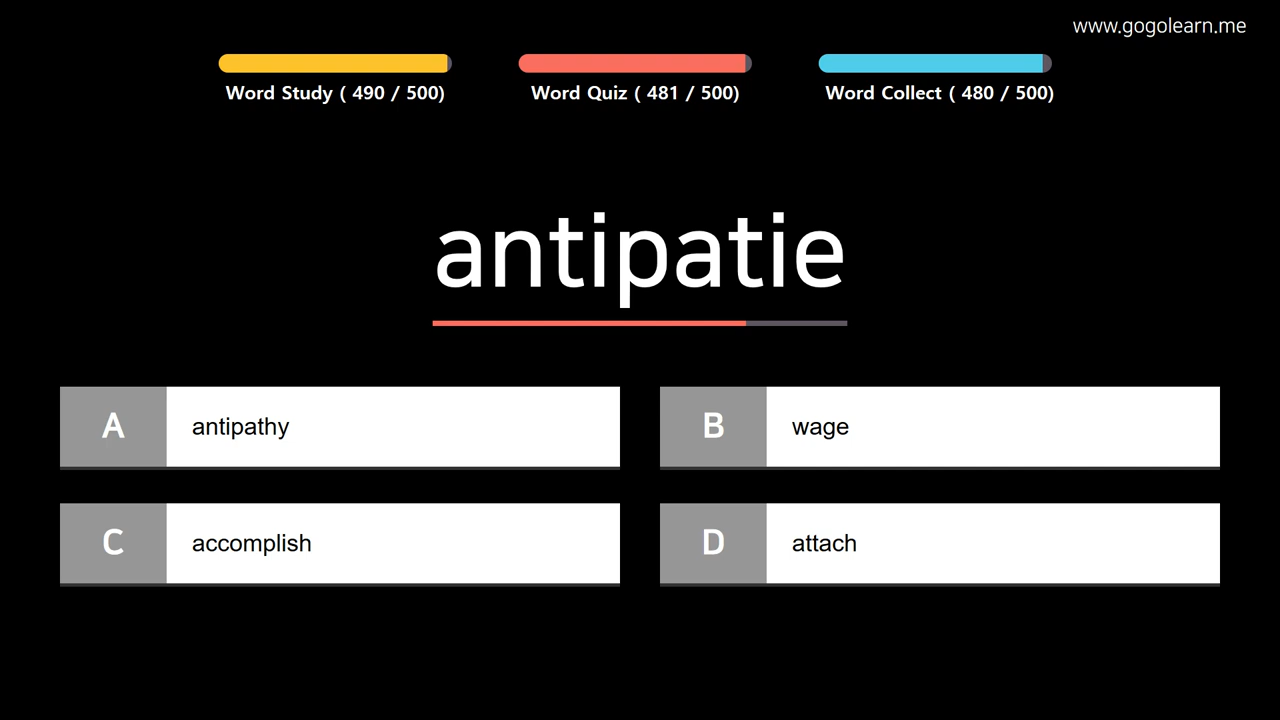 www.gogolearn.me
Word Study ( 490 / 500)
Word Quiz ( 481 / 500)
Word Collect ( 480 / 500)
antipatie
A antipathy
B wage
C accomplish
D attach